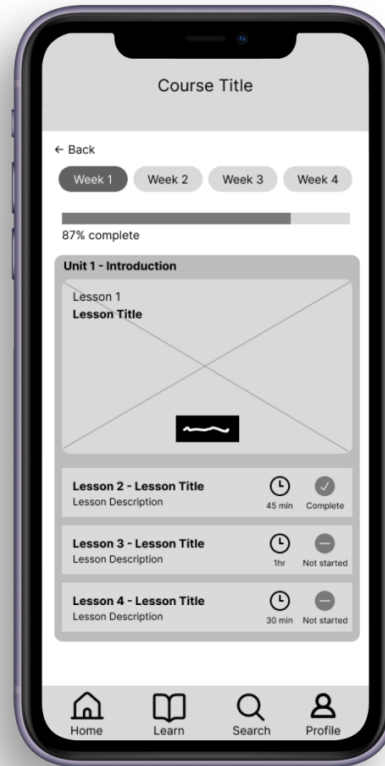 Course Title
← Back
Week 1 Week 2 Week 3 Week 4
87% complete
Unit 1 - Introduction
Lesson 1
Lesson Title
Lesson 2 - Lesson Title
Lesson Description
45 min Complete
Lesson 3 - Lesson Title
Lesson Description
1hr Not started
Lesson 4 - Lesson Title
Lesson Description
30 min Not started
Home Learn Search Profile